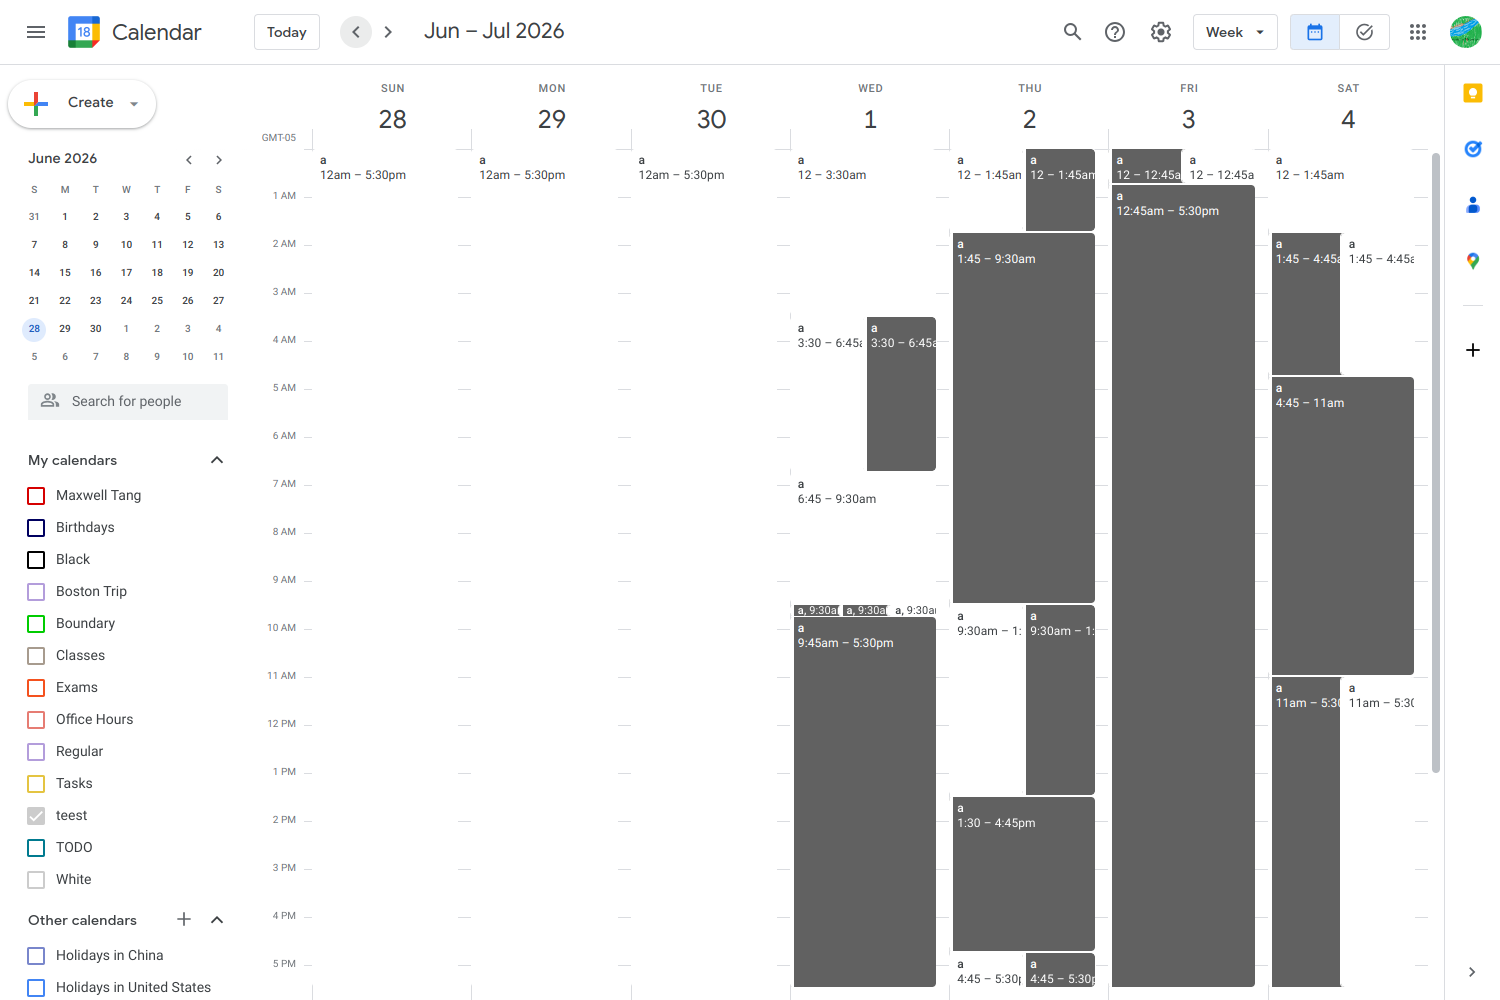 18 Calendar
Today
Jun – Jul 2026
Week
Create
June 2026
S M T W T F S
31 1 2 3 4 5 6
7 8 9 10 11 12 13
14 15 16 17 18 19 20
21 22 23 24 25 26 27
28 29 30 1 2 3 4
5 6 7 8 9 10 11
Search for people
My calendars
Maxwell Tang
Birthdays
Black
Boston Trip
Boundary
Classes
Exams
Office Hours
Regular
Tasks
teest
TODO
White
Other calendars
Holidays in China
Holidays in United States
SUN MON TUE WED THU FRI SAT
28 29 30 1 2 3 4
GMT-05
1 AM
2 AM
3 AM
4 AM
5 AM
6 AM
7 AM
8 AM
9 AM
10 AM
11 AM
12 PM
1 PM
2 PM
3 PM
4 PM
5 PM
a
12am – 5:30pm
a
12am – 5:30pm
a
12am – 5:30pm
a
12 – 3:30am
a
3:30 – 6:45a
a
3:30 – 6:45a
a
6:45 – 9:30am
a, 9:30a
a, 9:30a
a, 9:30a
a
9:45am – 5:30pm
a
12 – 1:45am
a
12 – 1:45am
a
1:45 – 9:30am
a
9:30am – 1:
a
9:30am – 1:
a
1:30 – 4:45pm
a
4:45 – 5:30p
a
4:45 – 5:30p
a
12 – 12:45a
a
12 – 12:45a
a
12:45am – 5:30pm
a
12 – 1:45am
a
1:45 – 4:45a
a
1:45 – 4:45a
a
4:45 – 11am
a
11am – 5:30
a
11am – 5:30